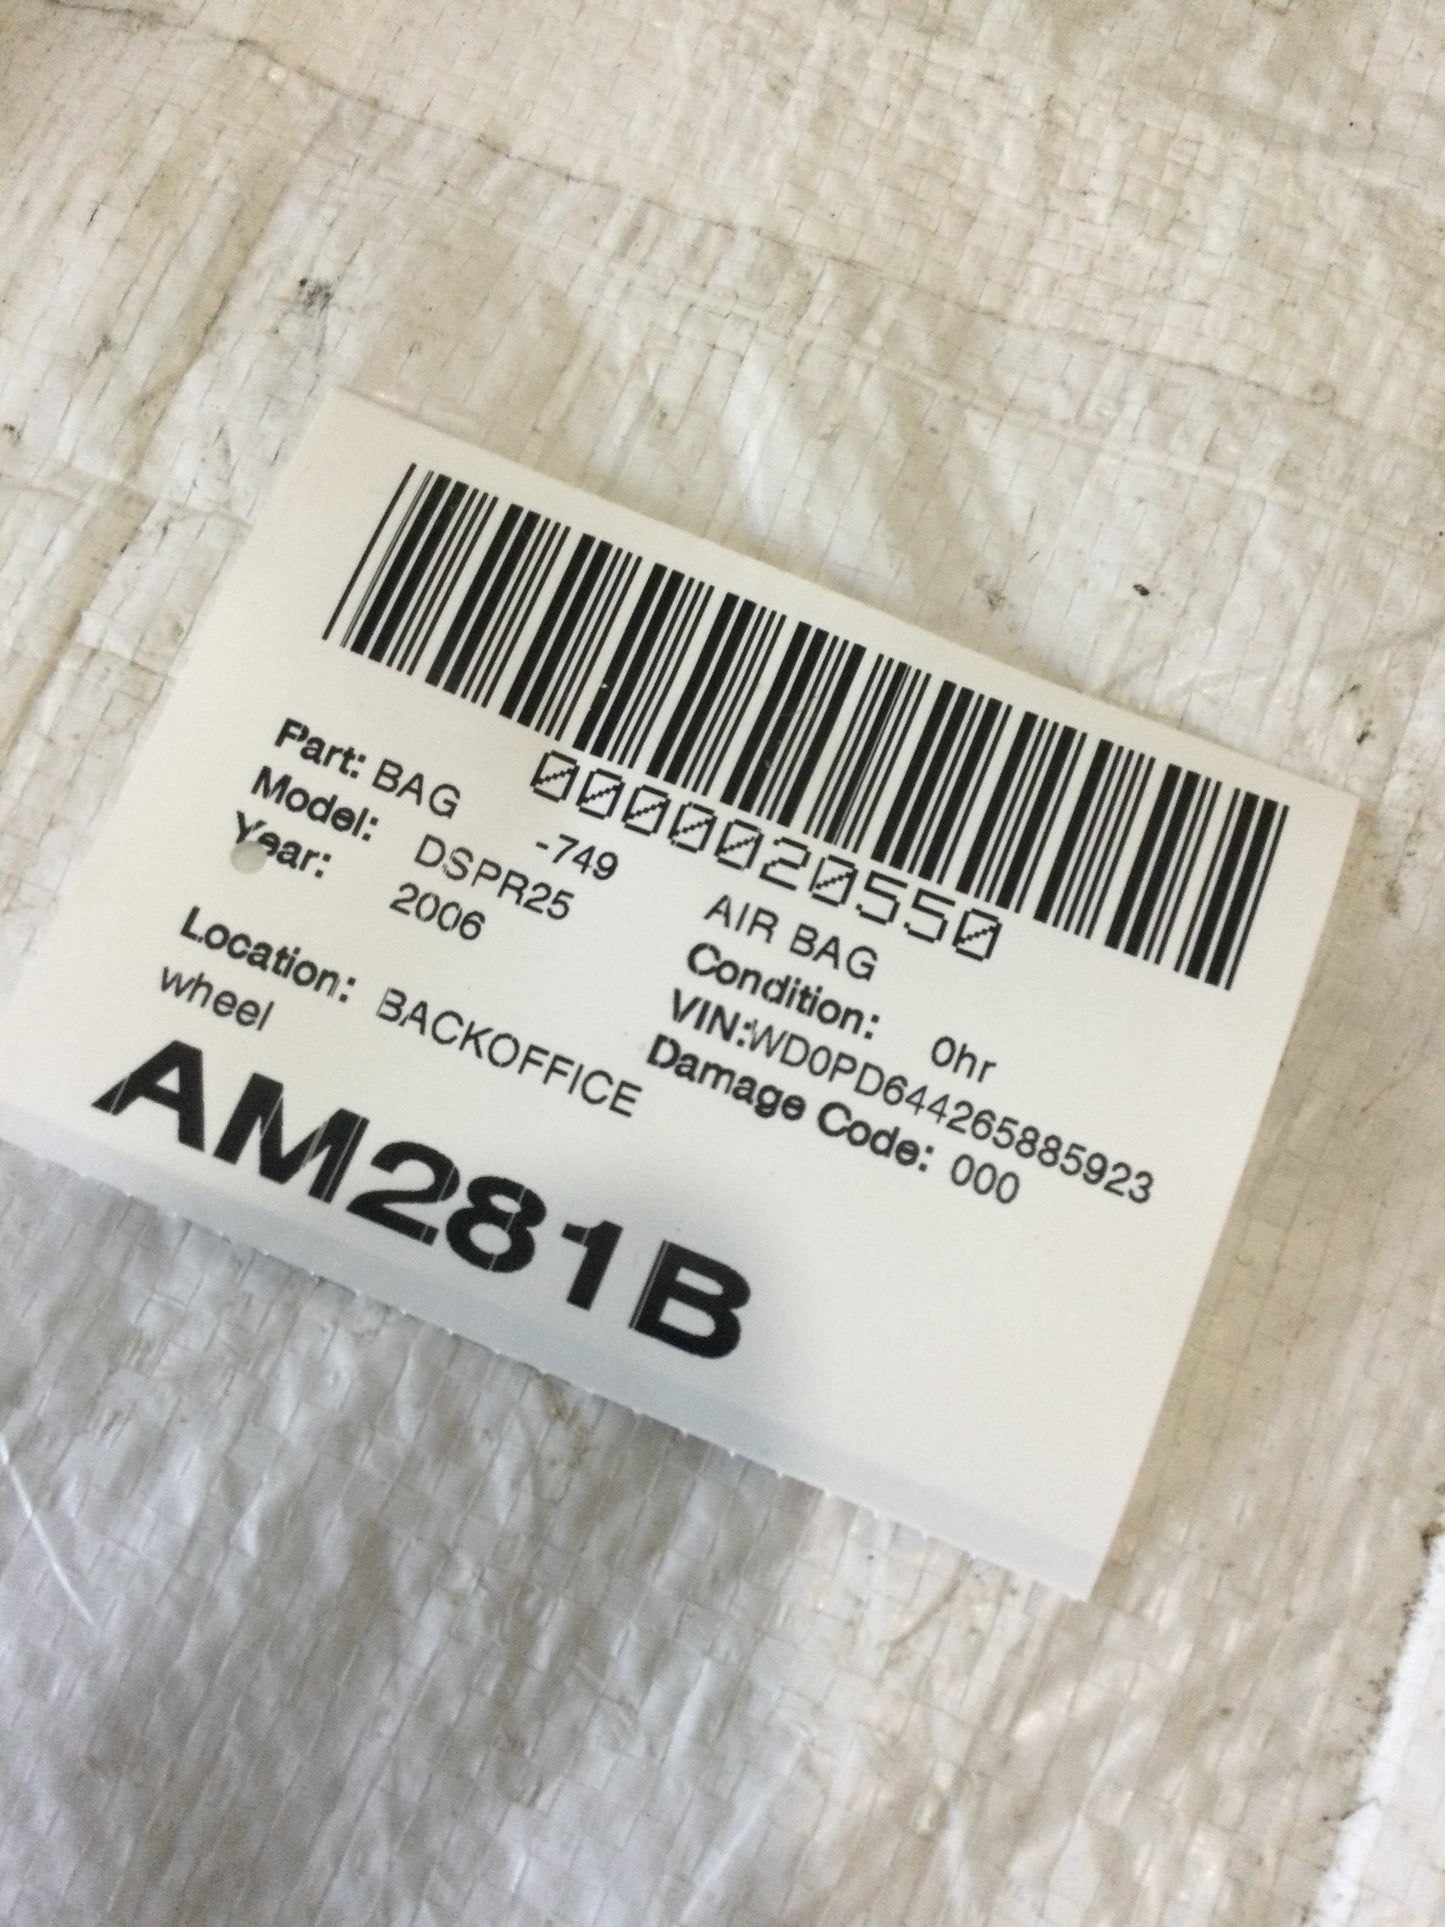 0000020550
Part: BAG -749 AIR BAG
Model: DSPR25 Condition: 0hr
Year: 2006 VIN:WD0PD644265885923
Damage Code: 000
Location: BACKOFFICE
wheel
AM281B